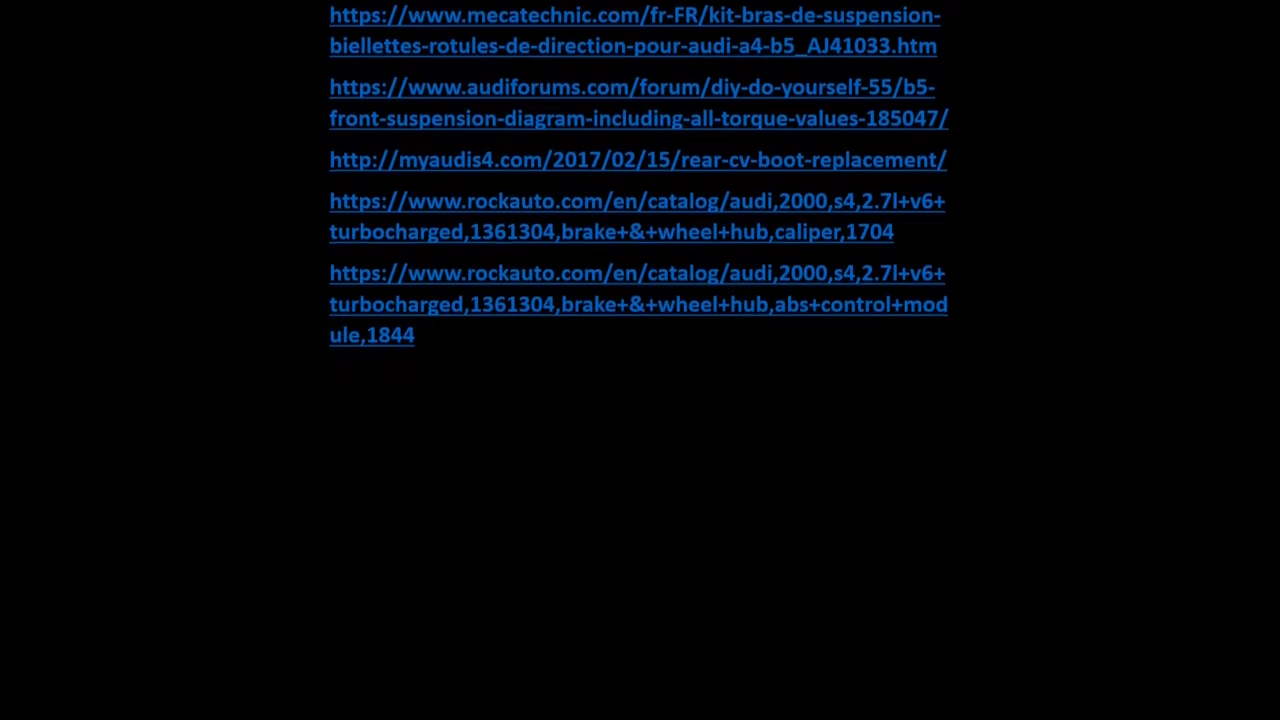 https://www.mecatechnic.com/fr-FR/kit-bras-de-suspension-
biellettes-rotules-de-direction-pour-audi-a4-b5_AJ41033.htm
https://www.audiforums.com/forum/diy-do-yourself-55/b5-
front-suspension-diagram-including-all-torque-values-185047/
http://myaudis4.com/2017/02/15/rear-cv-boot-replacement/
https://www.rockauto.com/en/catalog/audi,2000,s4,2.7l+v6+
turbocharged,1361304,brake+&+wheel+hub,caliper,1704
https://www.rockauto.com/en/catalog/audi,2000,s4,2.7l+v6+
turbocharged,1361304,brake+&+wheel+hub,abs+control+mod
ule,1844